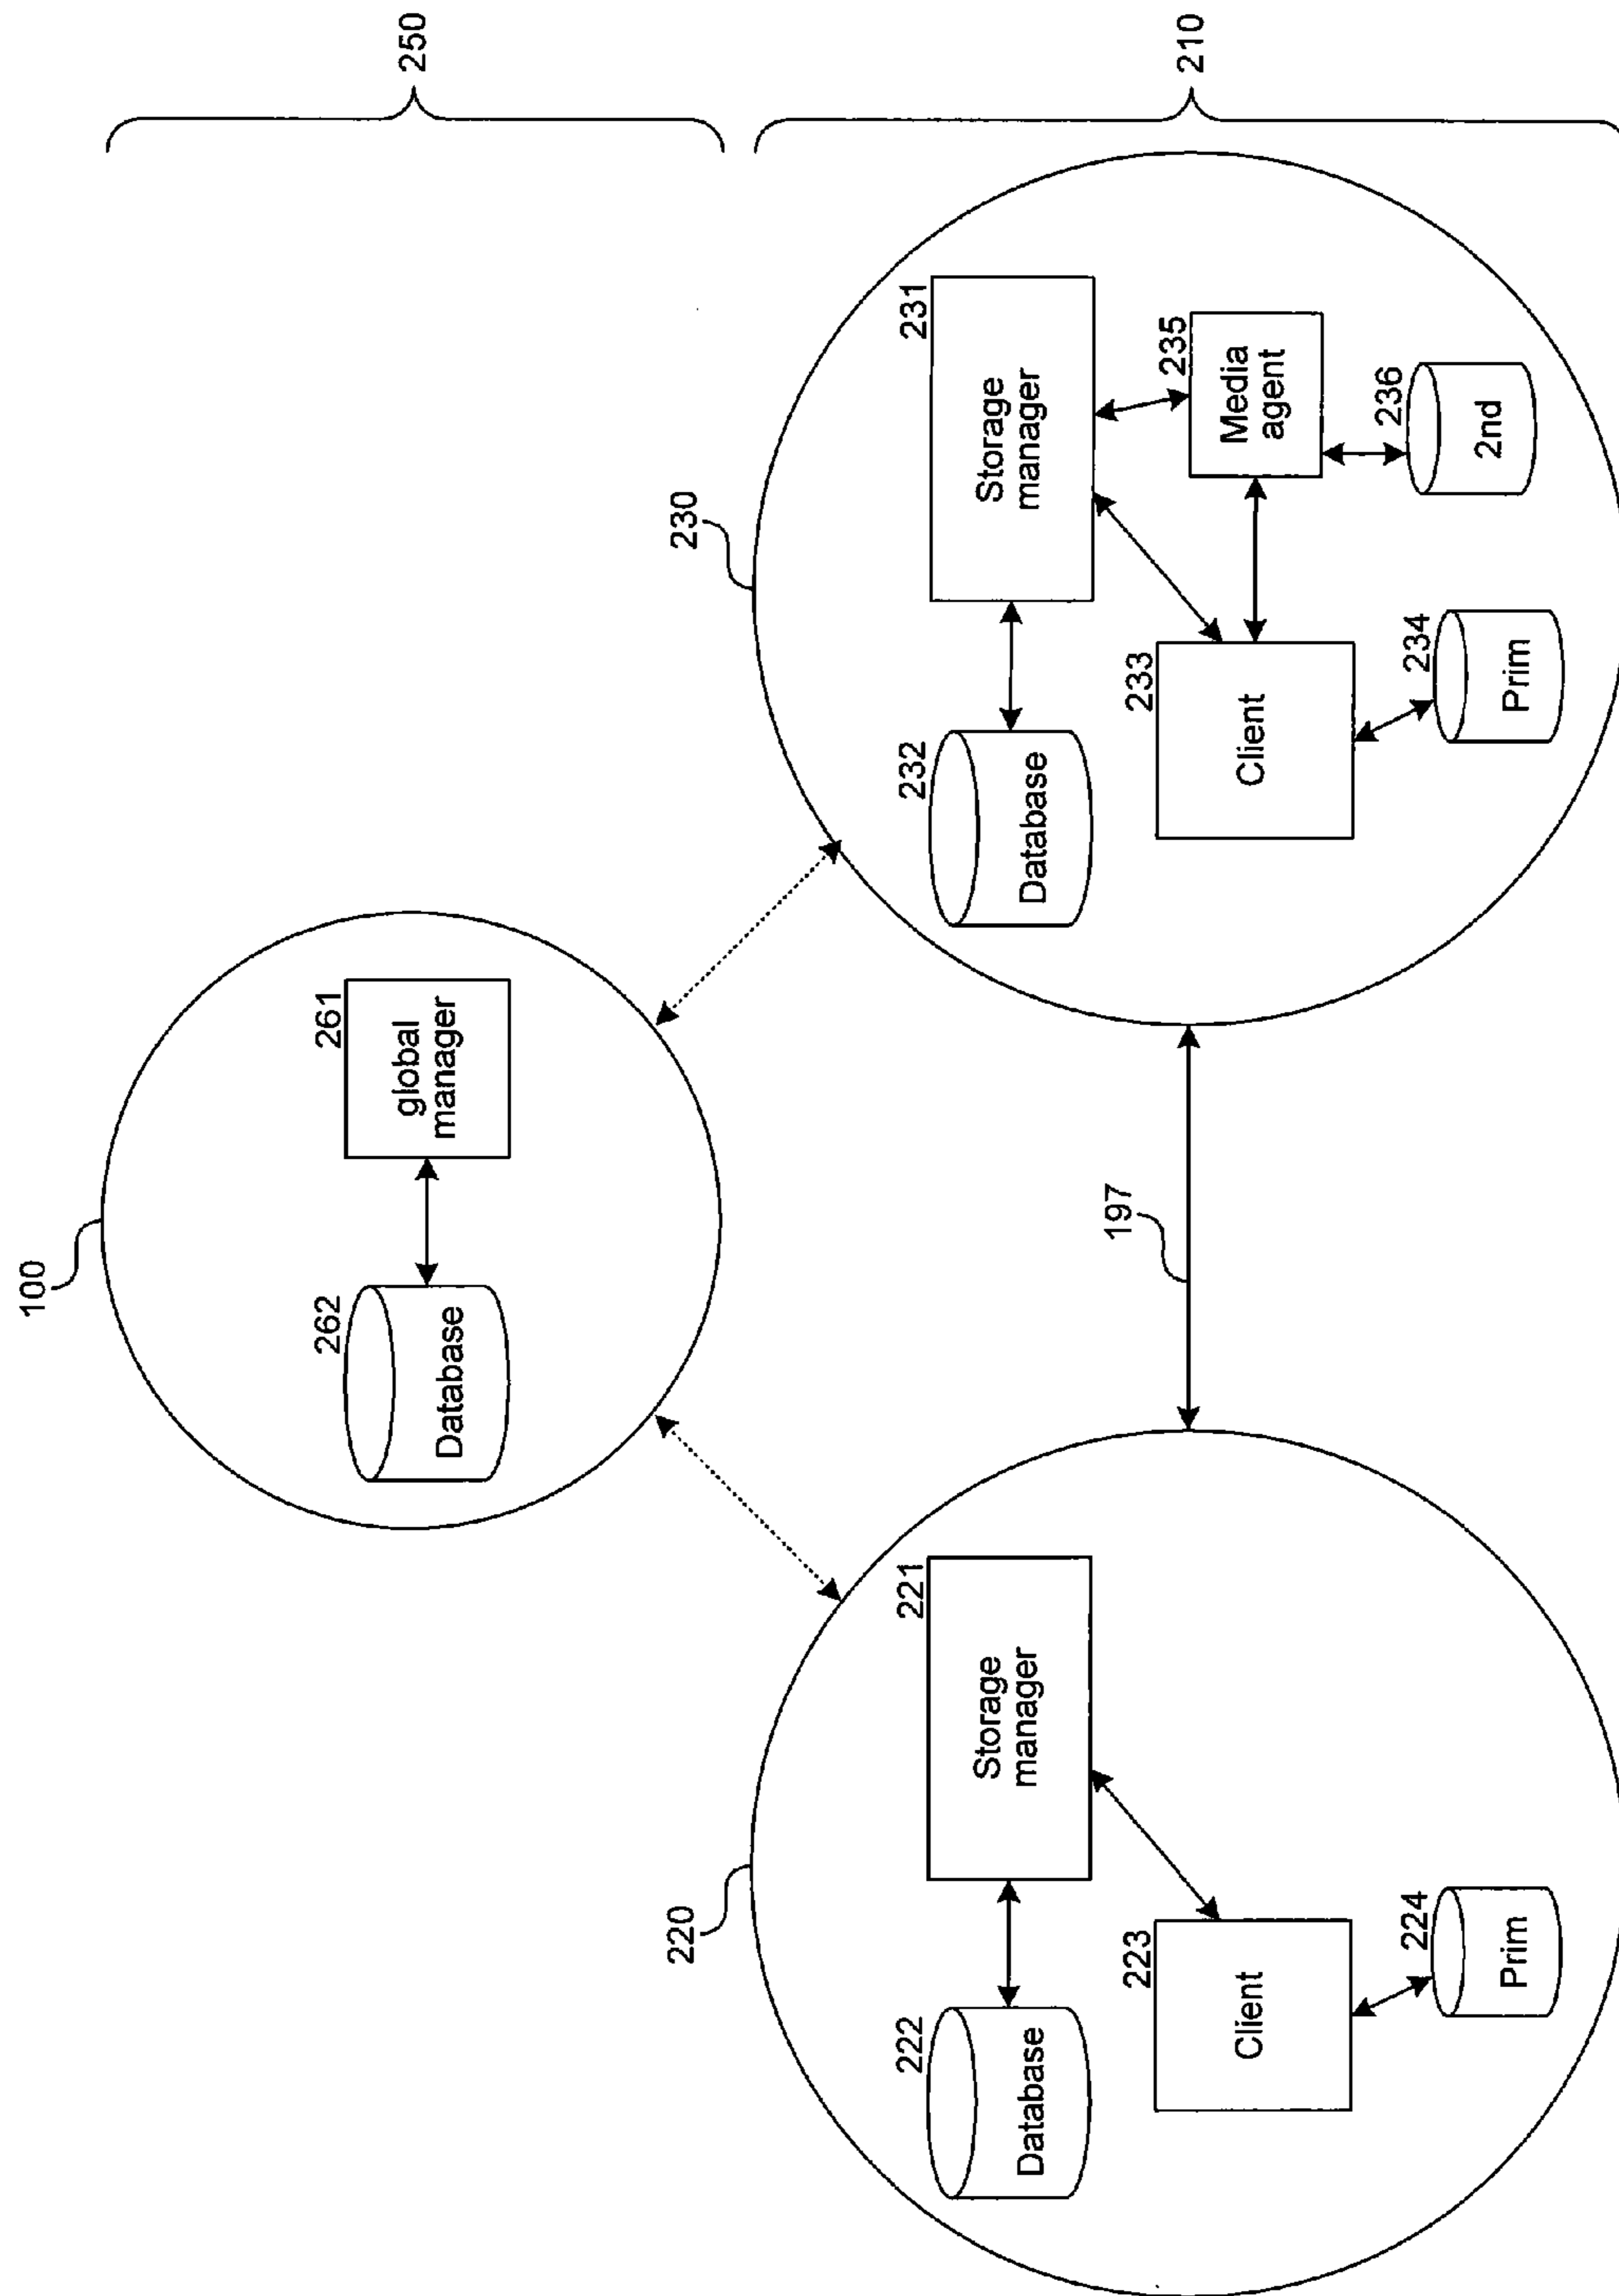 100
262
Database
261
global
manager
250
220
222
Database
221
Storage
manager
223
Client
224
Prim
197
230
232
Database
231
Storage
manager
233
Client
234
Prim
235
Media
agent
236
2nd
210